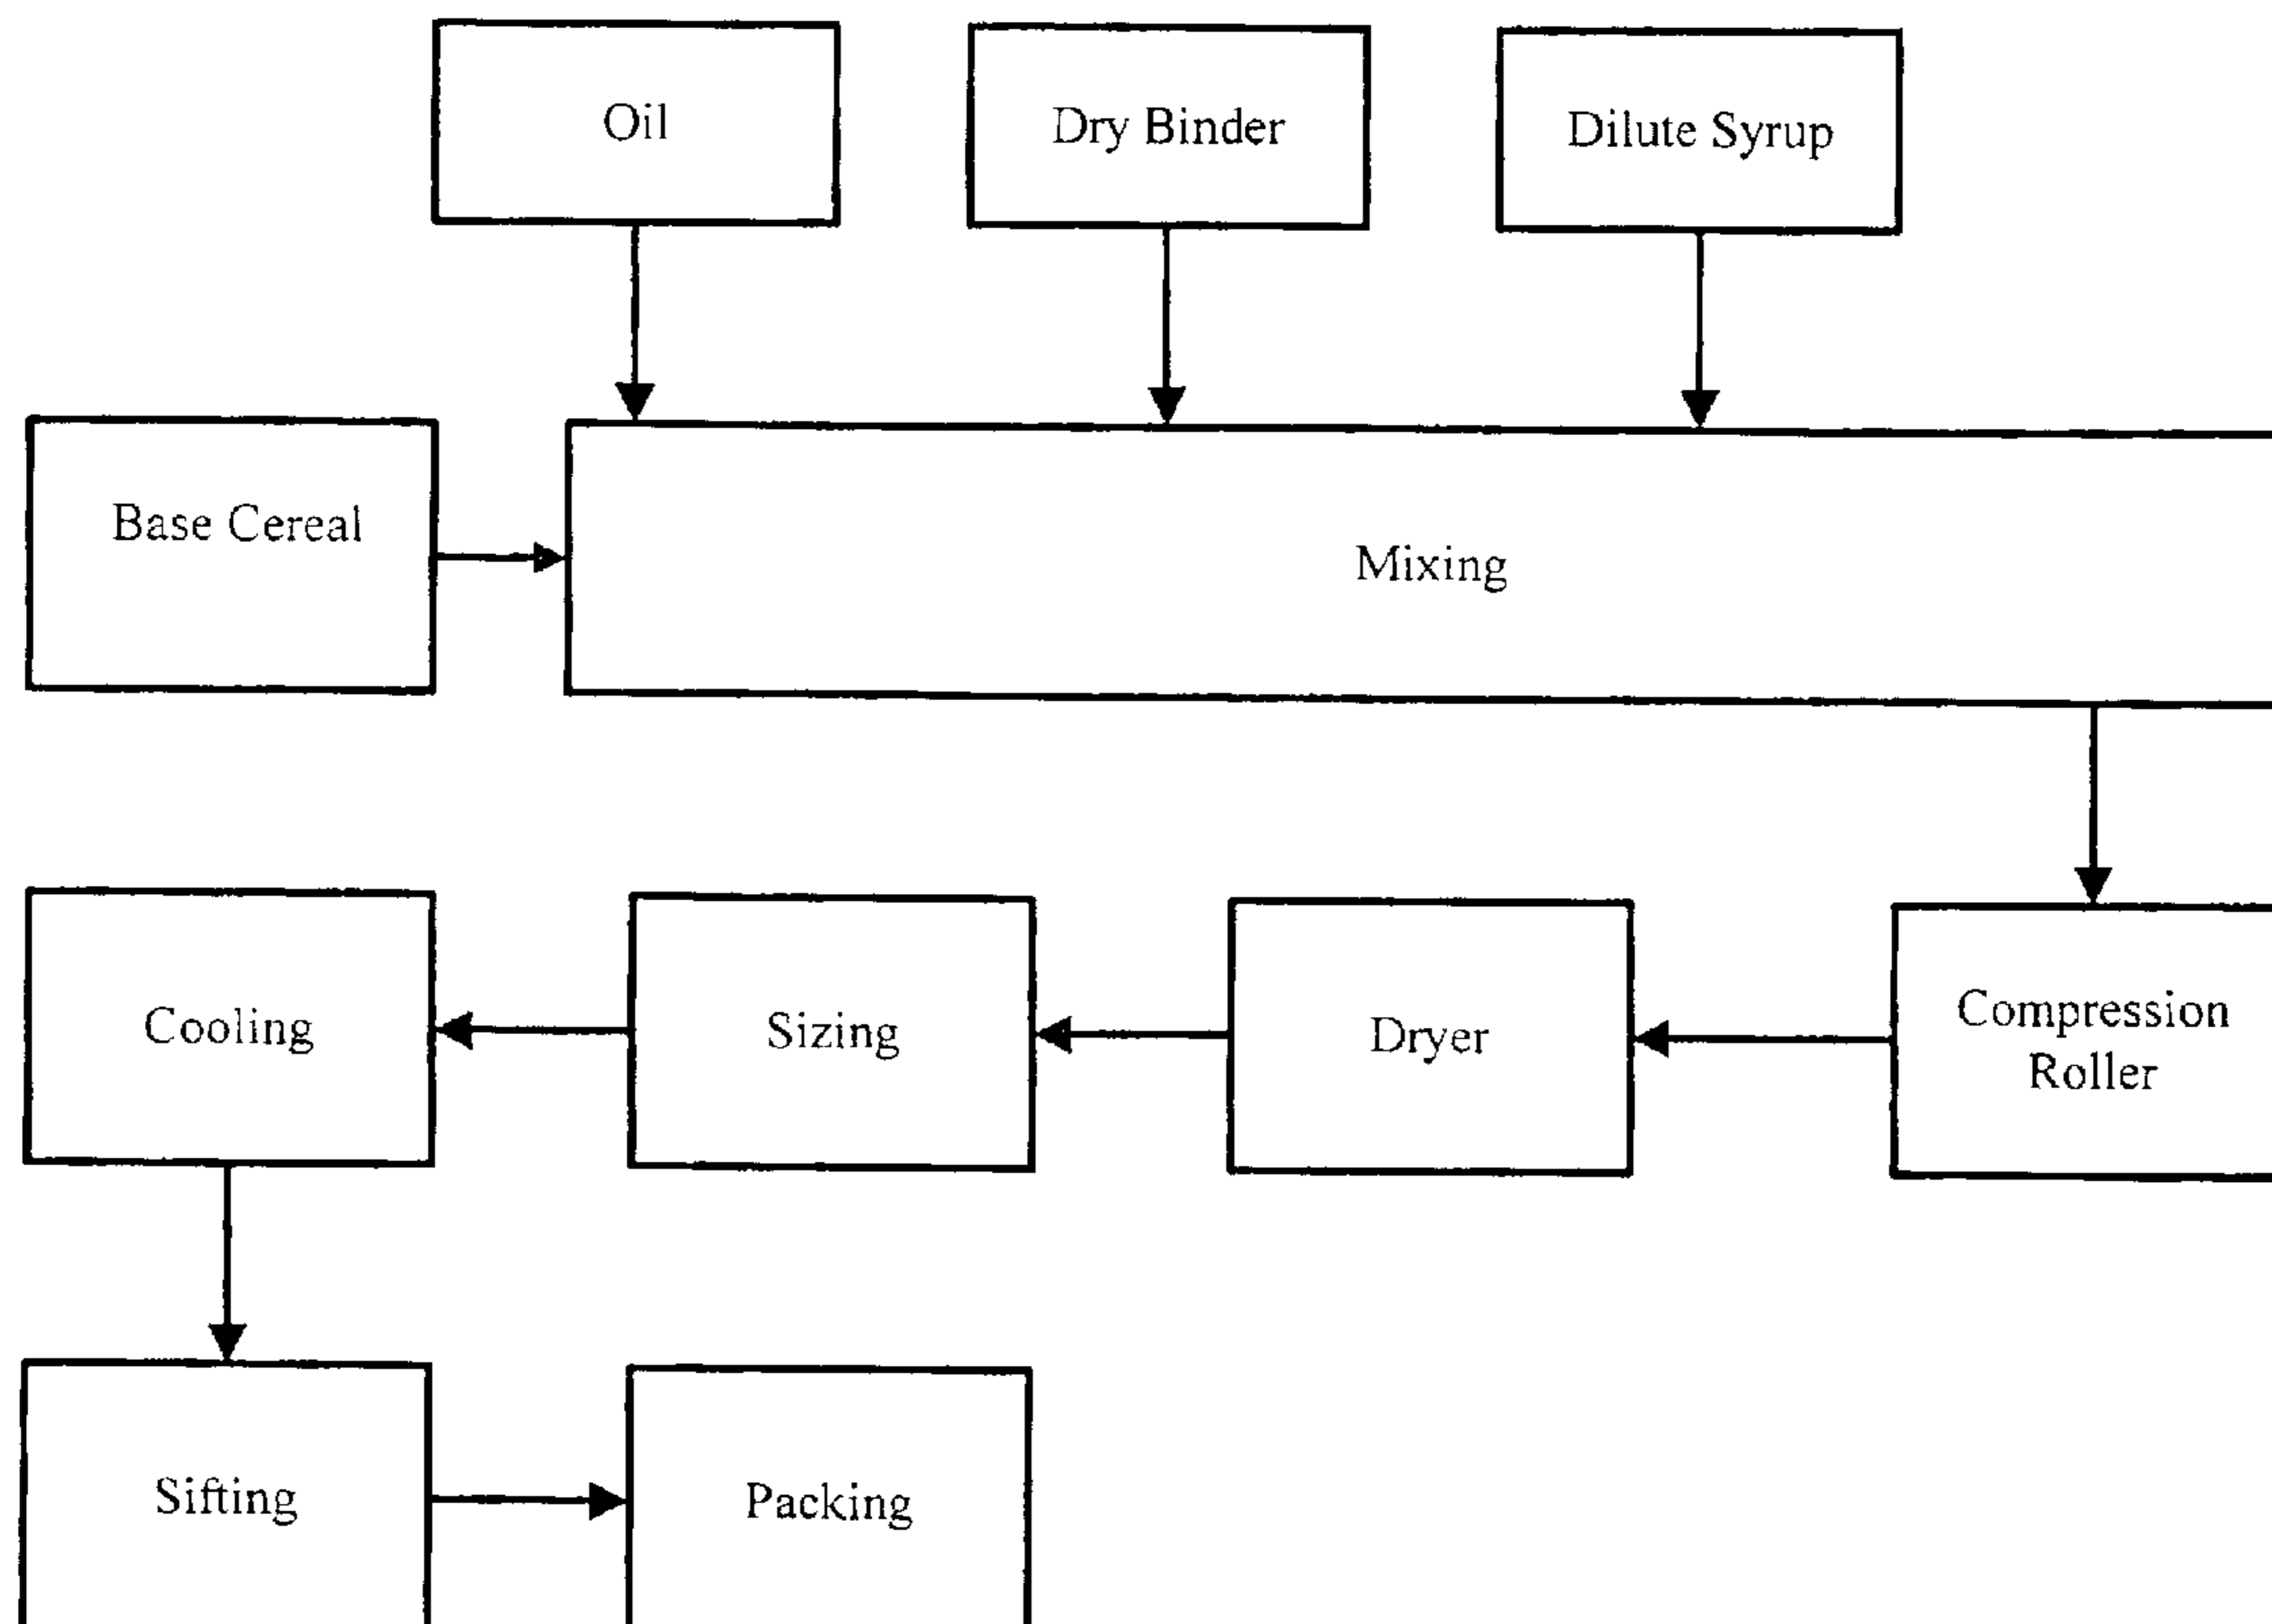 Oil
Dry Binder
Dilute Syrup
Base Cereal
Mixing
Cooling
Sizing
Dryer
Compression
Roller
Sifting
Packing